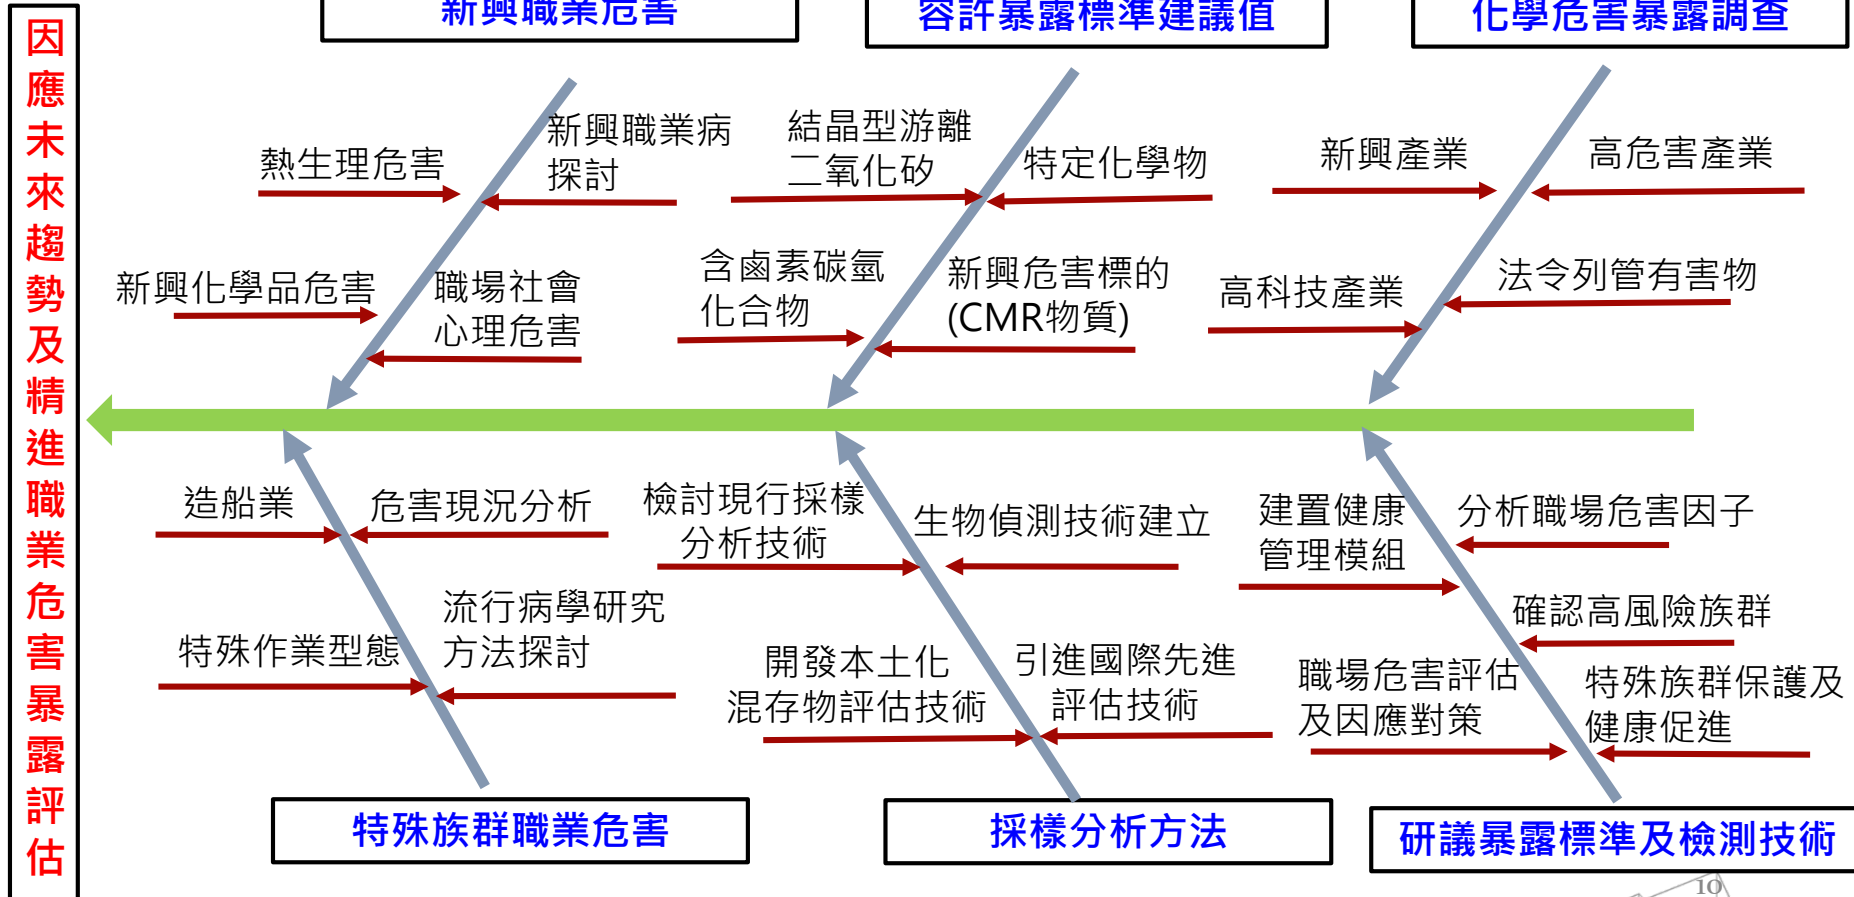 因應未來趨勢及精進職業危害暴露評估
新興職業危害
容許暴露標準建議值
化學危害暴露調查
熱生理危害
新興職業病
探討
新興化學品危害
職場社會
心理危害
結晶型游離
二氧化矽
特定化學物
含鹵素碳氫
化合物
新興危害標的
(CMR物質)
新興產業
高危害產業
高科技產業
法令列管有害物
造船業
危害現況分析
特殊作業型態
流行病學研究
方法探討
檢討現行採樣
分析技術
生物偵測技術建立
開發本土化
混存物評估技術
引進國際先進
評估技術
建置健康
管理模組
分析職場危害因子
確認高風險族群
職場危害評估
及因應對策
特殊族群保護及
健康促進
特殊族群職業危害
採樣分析方法
研議暴露標準及檢測技術
10